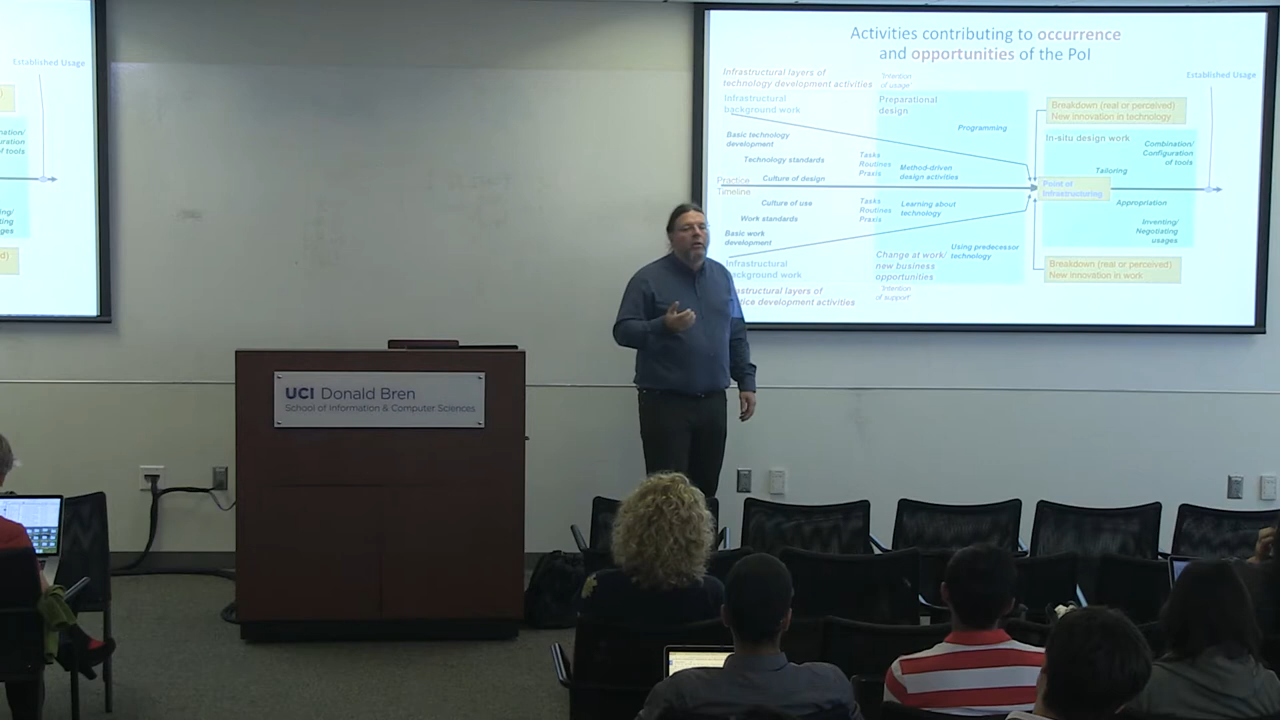 Established Usage
Activities contributing to occurrence
and opportunities of the PoI
Infrastructural layers of
technology development activities
'Intention
of usage'
Established Usage
Infrastructural
background work
Preparational
design
Breakdown (real or perceived)
New innovation in technology
Programming
Basic technology
development
In-situ design work
Combination/
Configuration
of tools
Technology standards
Tasks
Routines
Praxis
Method-driven
design activities
Tailoring
Practice
Timeline
Culture of design
Point of
Infrastructuring
Culture of use
Tasks
Routines
Praxis
Learning about
technology
Appropriation
Work standards
Inventing/
Negotiating
usages
Basic work
development
Using predecessor
technology
Change at work/
new business
opportunities
Infrastructural
background work
Breakdown (real or perceived)
New innovation in work
'Intention
of support'
UCI Donald Bren
School of Information & Computer Sciences